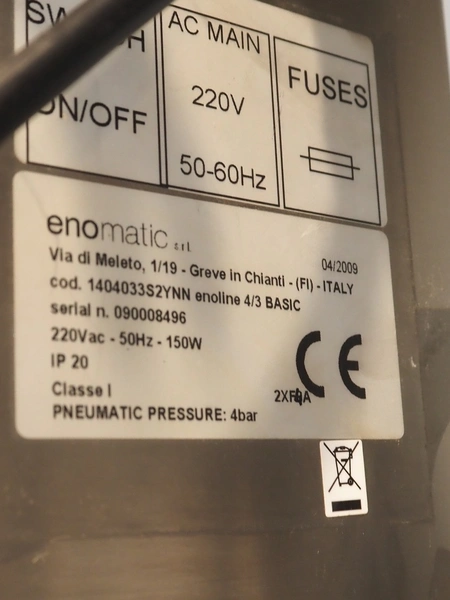 SWITCH
ON/OFF
AC MAIN
220V
50-60Hz
FUSES
enomatic s.r.l.
04/2009
Via di Meleto, 1/19 - Greve in Chianti - (FI) - ITALY
cod. 1404033S2YNN enoline 4/3 BASIC
serial n. 090008496
220Vac - 50Hz - 150W
IP 20
CE
Classe I
PNEUMATIC PRESSURE: 4bar